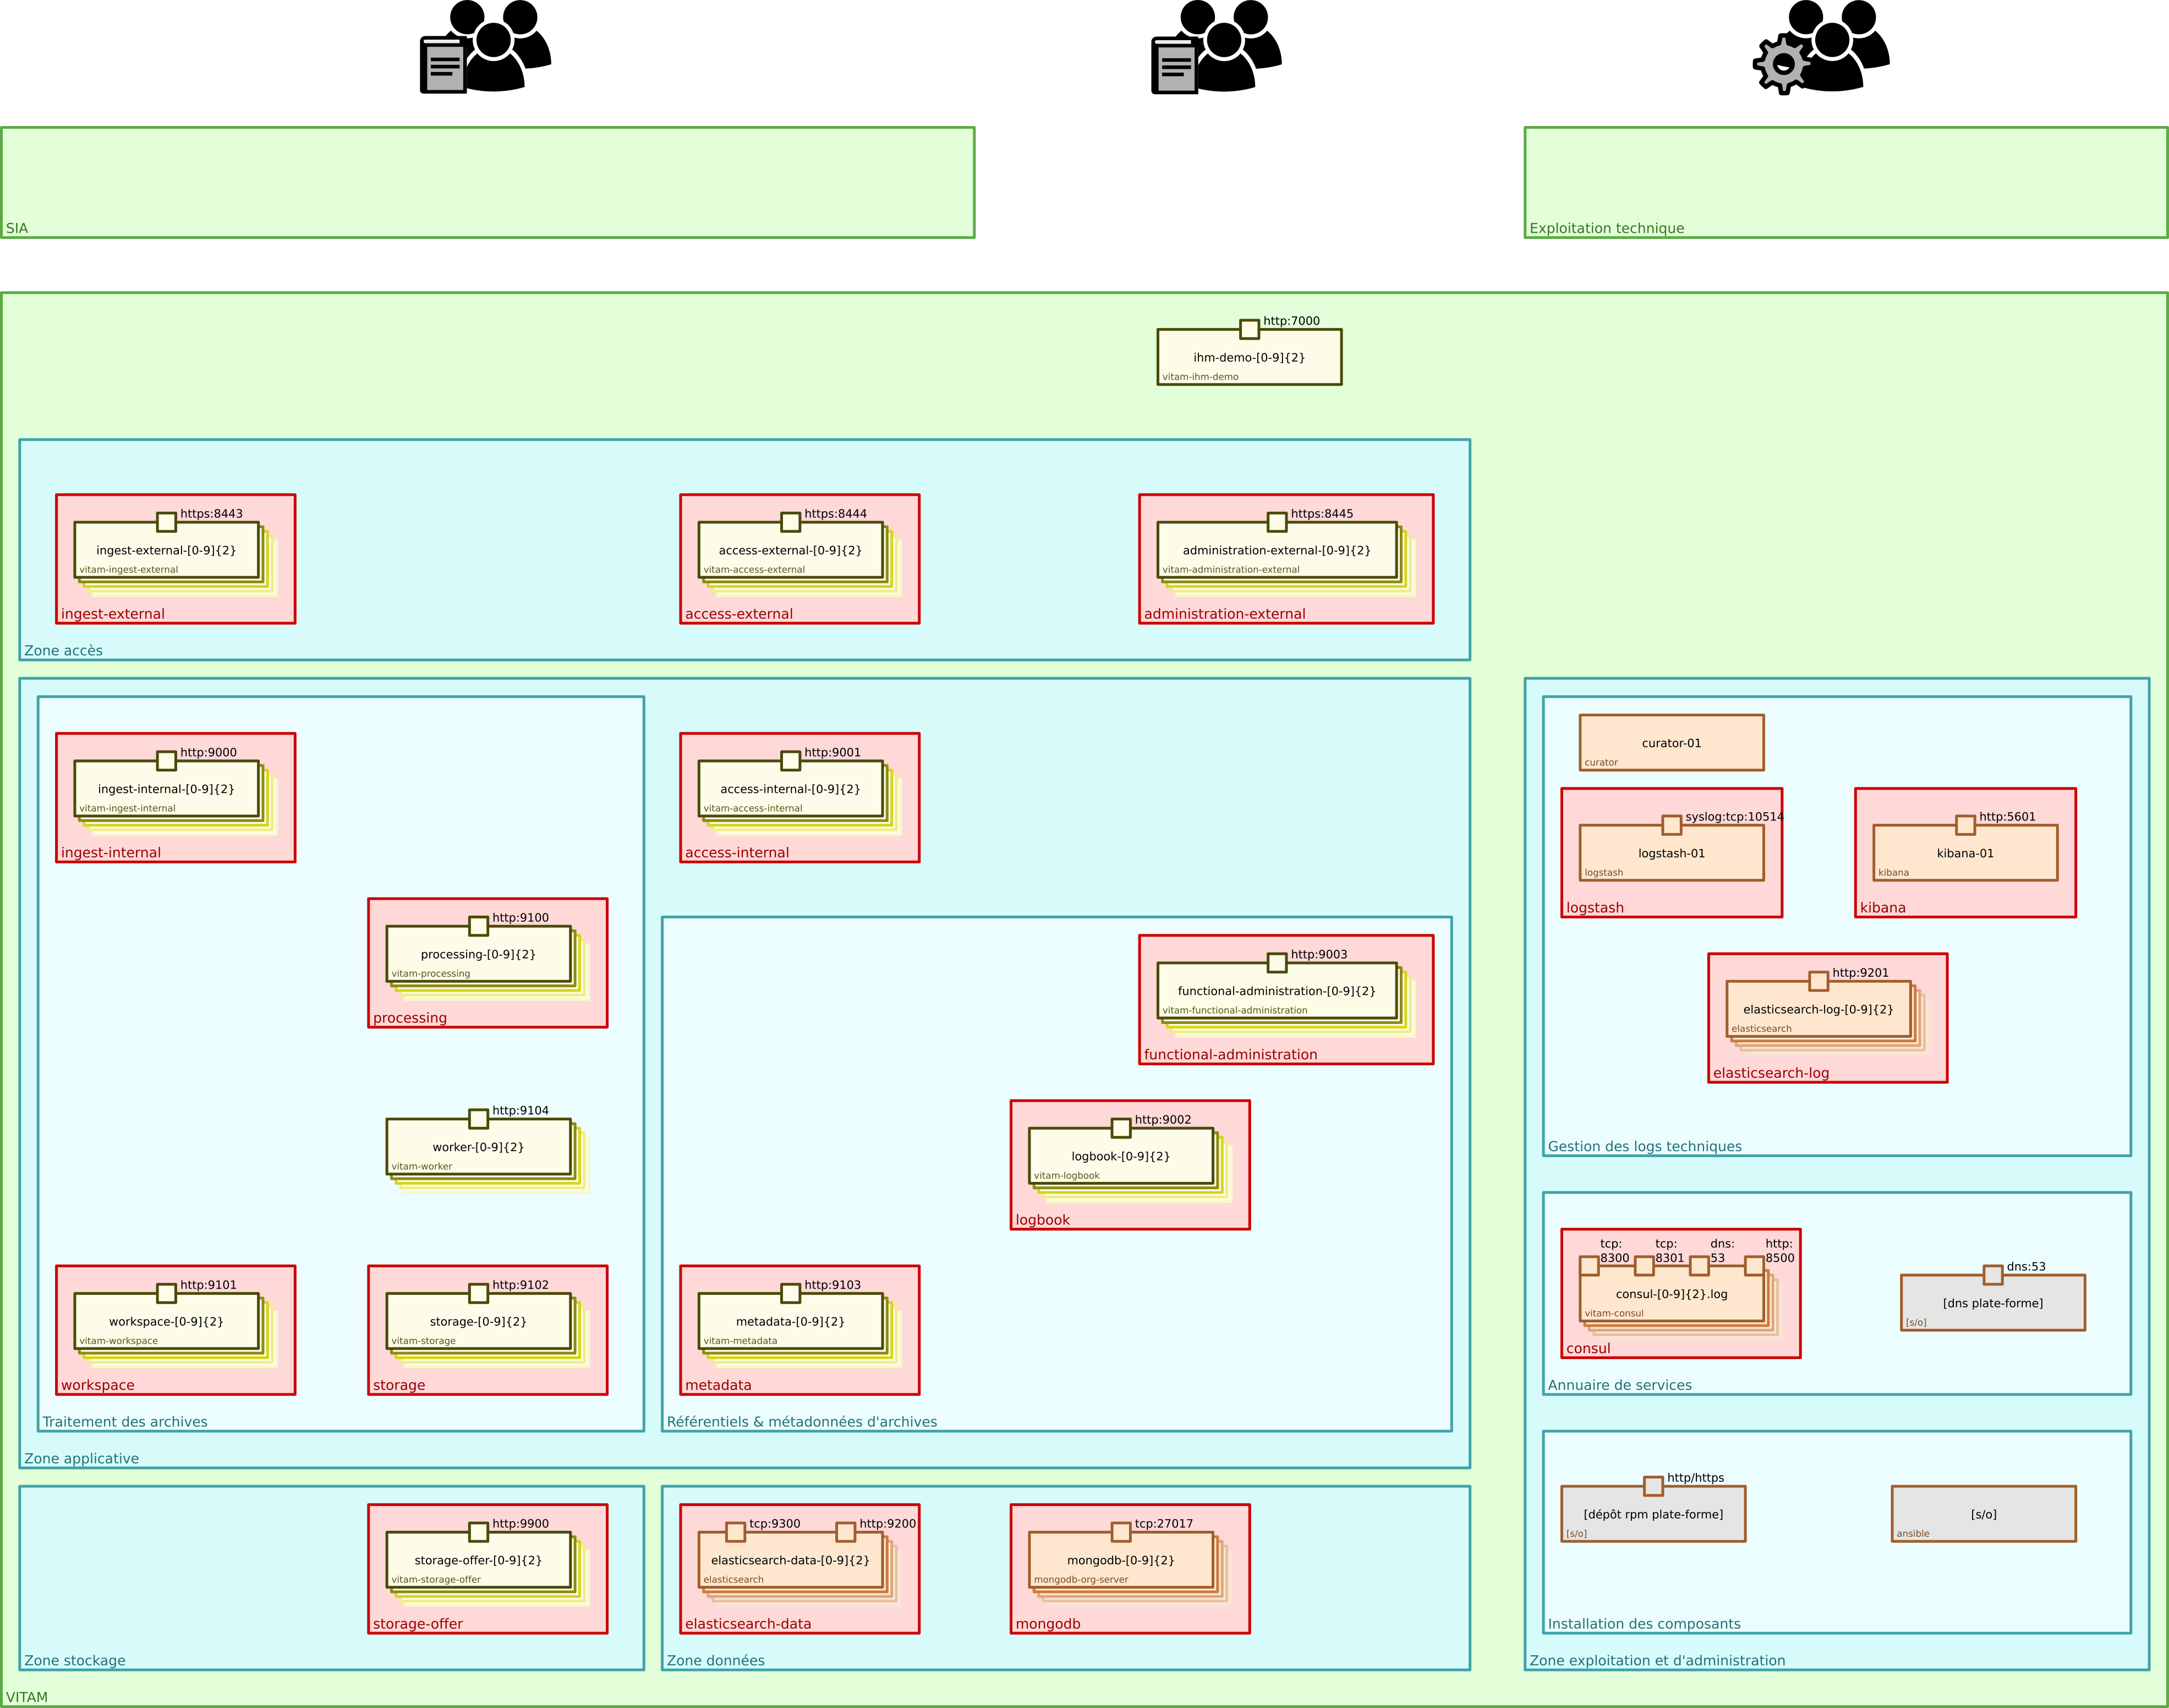 SIA
Exploitation technique
http:7000
ihm-demo-[0-9]{2}
vitam-ihm-demo
https:8443
ingest-external-[0-9]{2}
vitam-ingest-external
ingest-external
https:8444
access-external-[0-9]{2}
vitam-access-external
access-external
https:8445
administration-external-[0-9]{2}
vitam-administration-external
administration-external
Zone accès
http:9000
ingest-internal-[0-9]{2}
vitam-ingest-internal
ingest-internal
http:9100
processing-[0-9]{2}
vitam-processing
processing
http:9104
worker-[0-9]{2}
vitam-worker
http:9101
workspace-[0-9]{2}
vitam-workspace
workspace
http:9102
storage-[0-9]{2}
vitam-storage
storage
Traitement des archives
http:9001
access-internal-[0-9]{2}
vitam-access-internal
access-internal
http:9003
functional-administration-[0-9]{2}
vitam-functional-administration
functional-administration
http:9002
logbook-[0-9]{2}
vitam-logbook
logbook
http:9103
metadata-[0-9]{2}
vitam-metadata
metadata
Référentiels & métadonnées d'archives
Zone applicative
http:9900
storage-offer-[0-9]{2}
vitam-storage-offer
storage-offer
Zone stockage
tcp:9300
http:9200
elasticsearch-data-[0-9]{2}
elasticsearch
elasticsearch-data
tcp:27017
mongodb-[0-9]{2}
mongodb-org-server
mongodb
Zone données
curator-01
curator
syslog:tcp:10514
logstash-01
logstash
logstash
http:5601
kibana-01
kibana
kibana
http:9201
elasticsearch-log-[0-9]{2}
elasticsearch
elasticsearch-log
Gestion des logs techniques
tcp:
8300
tcp:
8301
dns:
53
http:
8500
consul-[0-9]{2}.log
vitam-consul
consul
dns:53
[dns plate-forme]
[s/o]
Annuaire de services
http/https
[dépôt rpm plate-forme]
[s/o]
[s/o]
ansible
Installation des composants
Zone exploitation et d'administration
VITAM